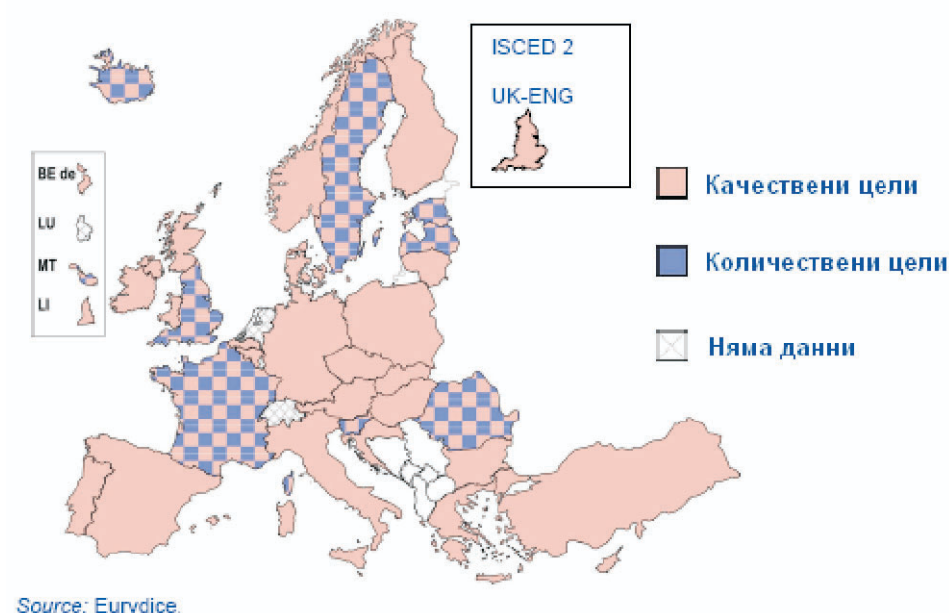 ISCED 2
UK-ENG
BE de
LU
MT
LI
Качествени цели
Количествени цели
Няма данни
Source: Eurydice.